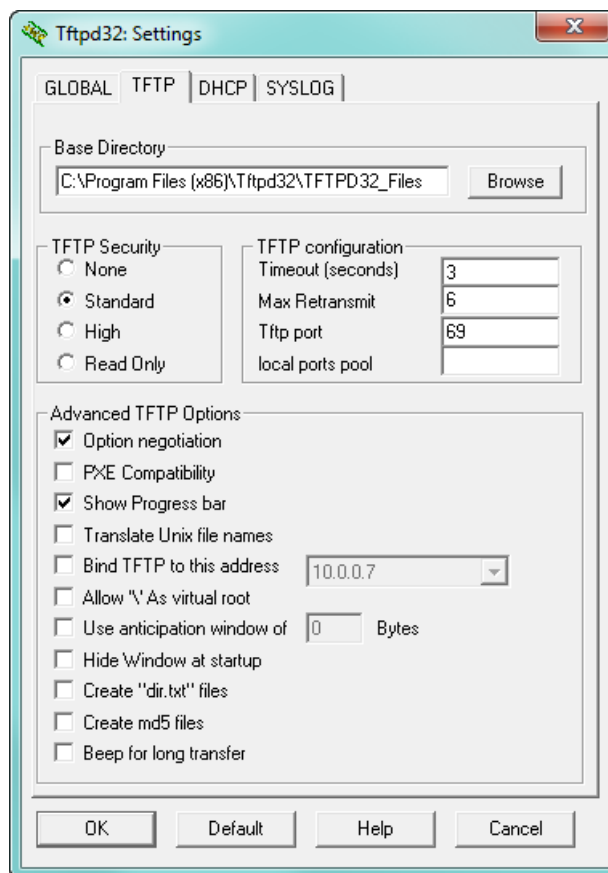 Tftpd32: Settings
GLOBAL TFTP DHCP SYSLOG
Base Directory
C:\Program Files (x86)\Tftpd32\TFTPD32_Files Browse
TFTP Security
None
Standard
High
Read Only
TFTP configuration
Timeout (seconds) 3
Max Retransmit 6
Tftp port 69
local ports pool
Advanced TFTP Options
Option negotiation
PXE Compatibility
Show Progress bar
Translate Unix file names
Bind TFTP to this address 10.0.0.7
Allow '\' As virtual root
Use anticipation window of 0 Bytes
Hide Window at startup
Create "dir.txt" files
Create md5 files
Beep for long transfer
OK Default Help Cancel